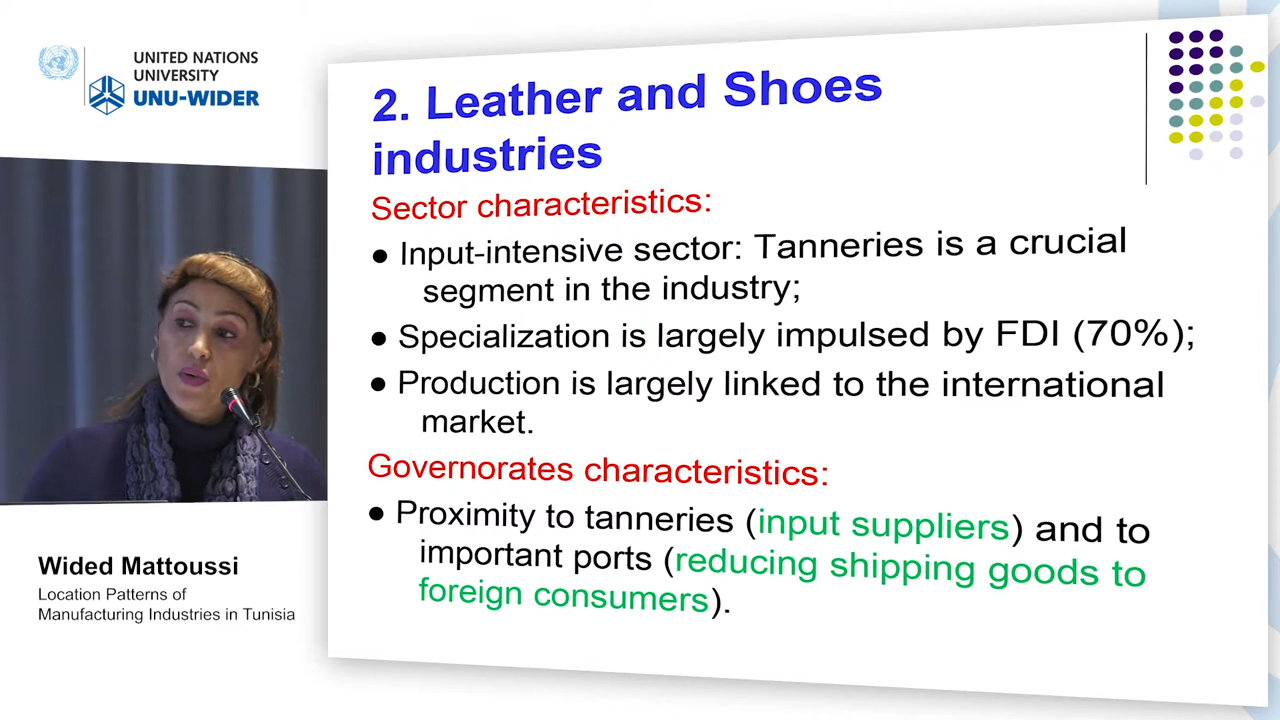 UNITED NATIONS
UNIVERSITY
UNU-WIDER
2. Leather and Shoes
industries
Sector characteristics:
● Input-intensive sector: Tanneries is a crucial
segment in the industry;
● Specialization is largely impulsed by FDI (70%);
● Production is largely linked to the international
market.
Governorates characteristics:
● Proximity to tanneries (input suppliers) and to
important ports (reducing shipping goods to
foreign consumers).
Wided Mattoussi
Location Patterns of
Manufacturing Industries in Tunisia